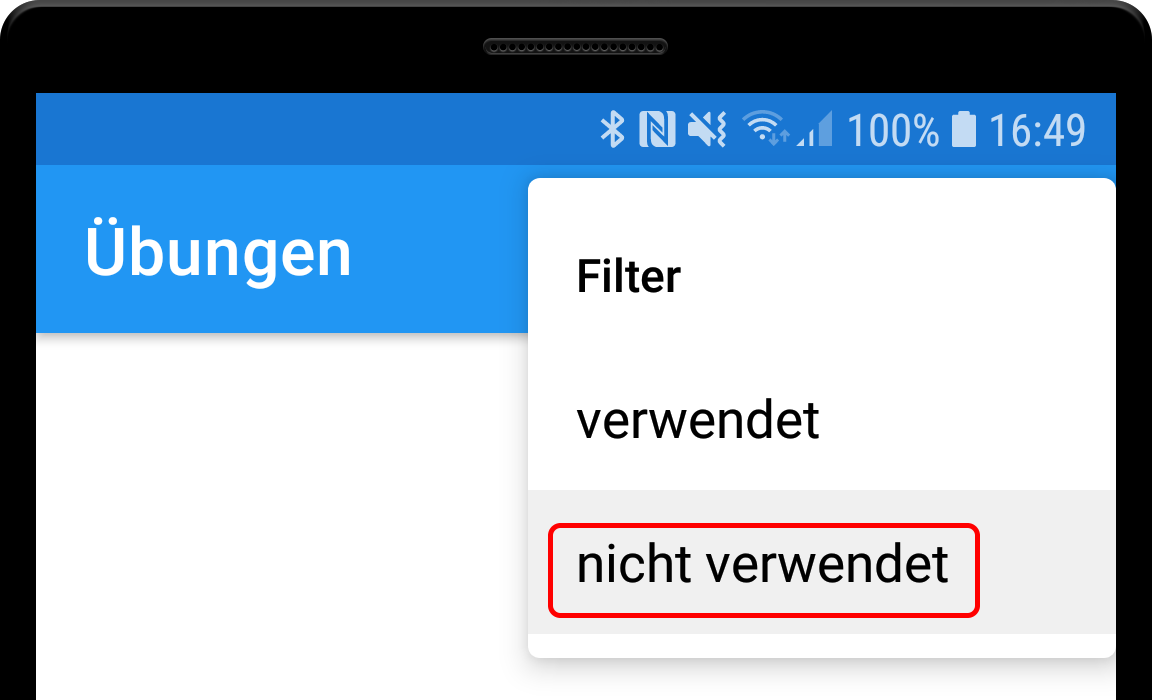 100% 16:49
Übungen
Filter
verwendet
nicht verwendet